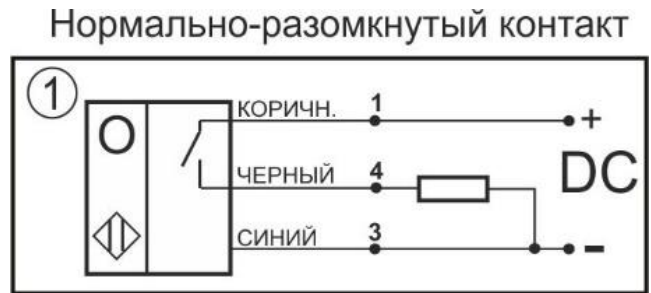 Нормально-разомкнутый контакт
1
КОРИЧН. 1 +
О
ЧЕРНЫЙ 4 DC
СИНИЙ 3 -